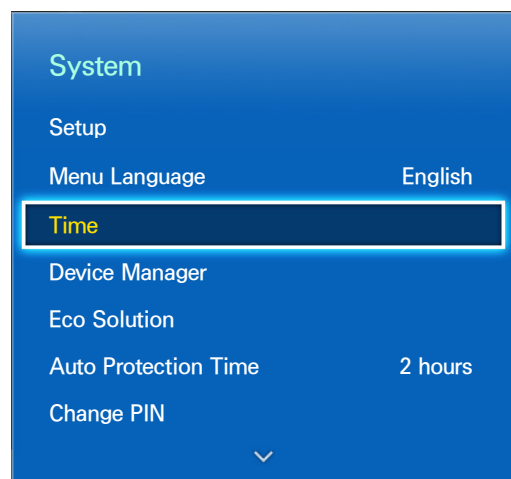 System
Setup
Menu Language English
Time
Device Manager
Eco Solution
Auto Protection Time 2 hours
Change PIN